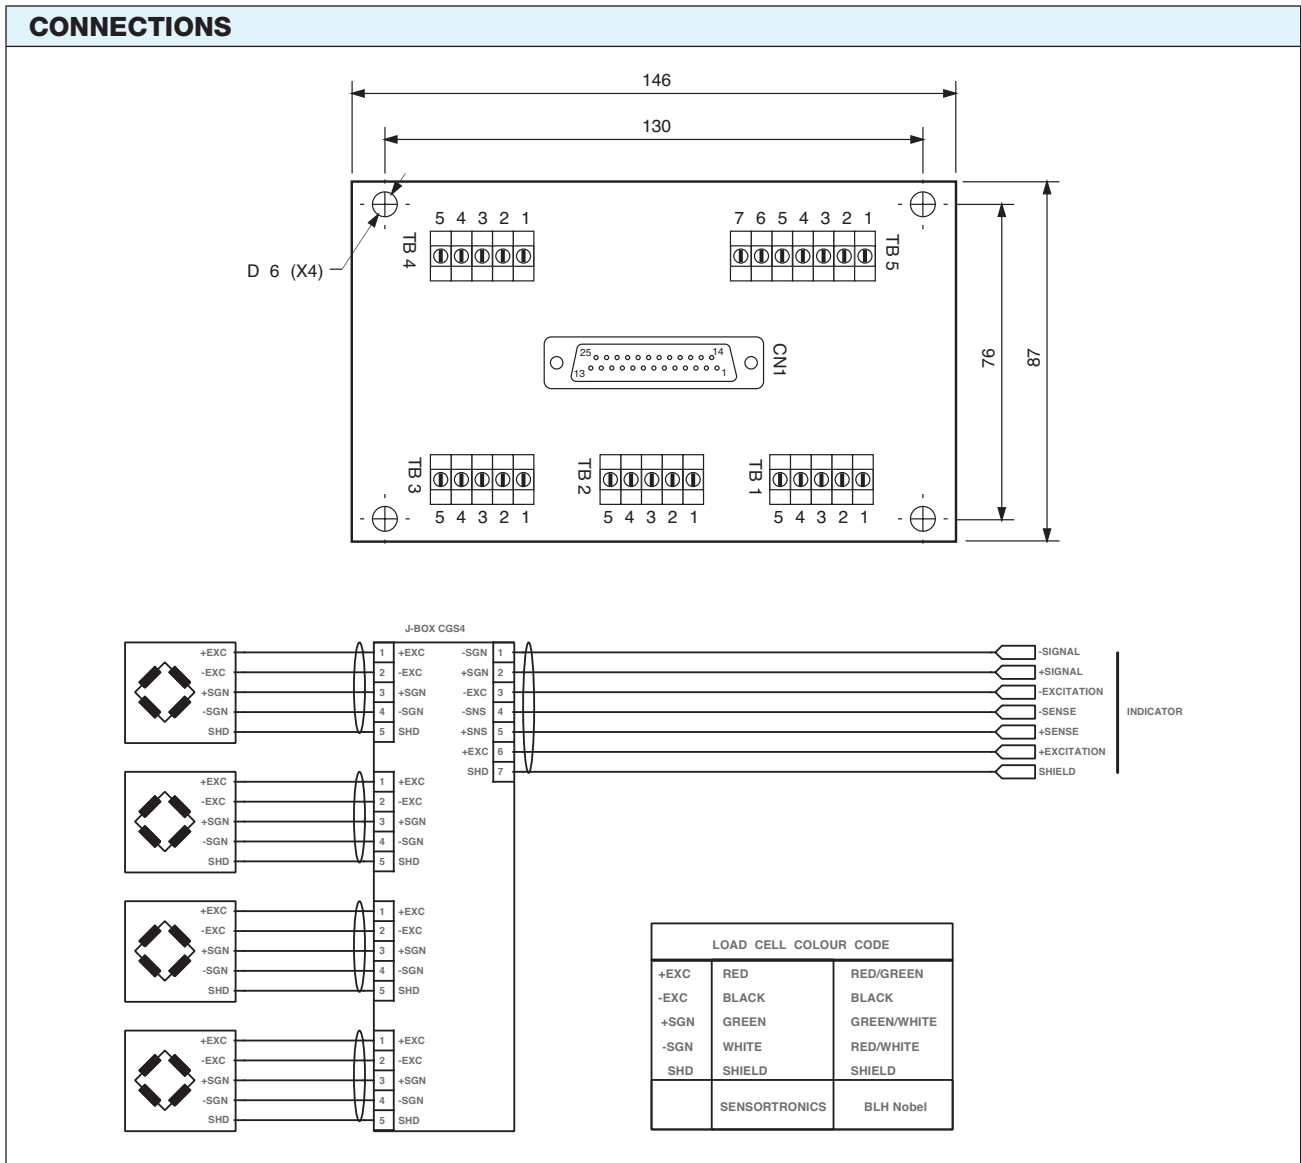 CONNECTIONS
146
130
5 4 3 2 1
7 6 5 4 3 2 1
TB 4
TB 5
D 6 (X4)
25
14
13
1
CN1
76
87
TB 3
TB 2
TB 1
5 4 3 2 1
5 4 3 2 1
5 4 3 2 1
J-BOX CGS4
+EXC 1 +EXC -SGN 1 -SIGNAL
-EXC 2 -EXC +SGN 2 +SIGNAL
+SGN 3 +SGN -EXC 3 -EXCITATION
-SGN 4 -SGN -SNS 4 -SENSE INDICATOR
SHD 5 SHD +SNS 5 +SENSE
+EXC 6 +EXCITATION
SHD 7 SHIELD
+EXC 1 +EXC
-EXC 2 -EXC
+SGN 3 +SGN
-SGN 4 -SGN
SHD 5 SHD
+EXC 1 +EXC
-EXC 2 -EXC
+SGN 3 +SGN
-SGN 4 -SGN
SHD 5 SHD
+EXC 1 +EXC
-EXC 2 -EXC
+SGN 3 +SGN
-SGN 4 -SGN
SHD 5 SHD
LOAD CELL COLOUR CODE
+EXC RED RED/GREEN
-EXC BLACK BLACK
+SGN GREEN GREEN/WHITE
-SGN WHITE RED/WHITE
SHD SHIELD SHIELD
SENSORTRONICS BLH Nobel